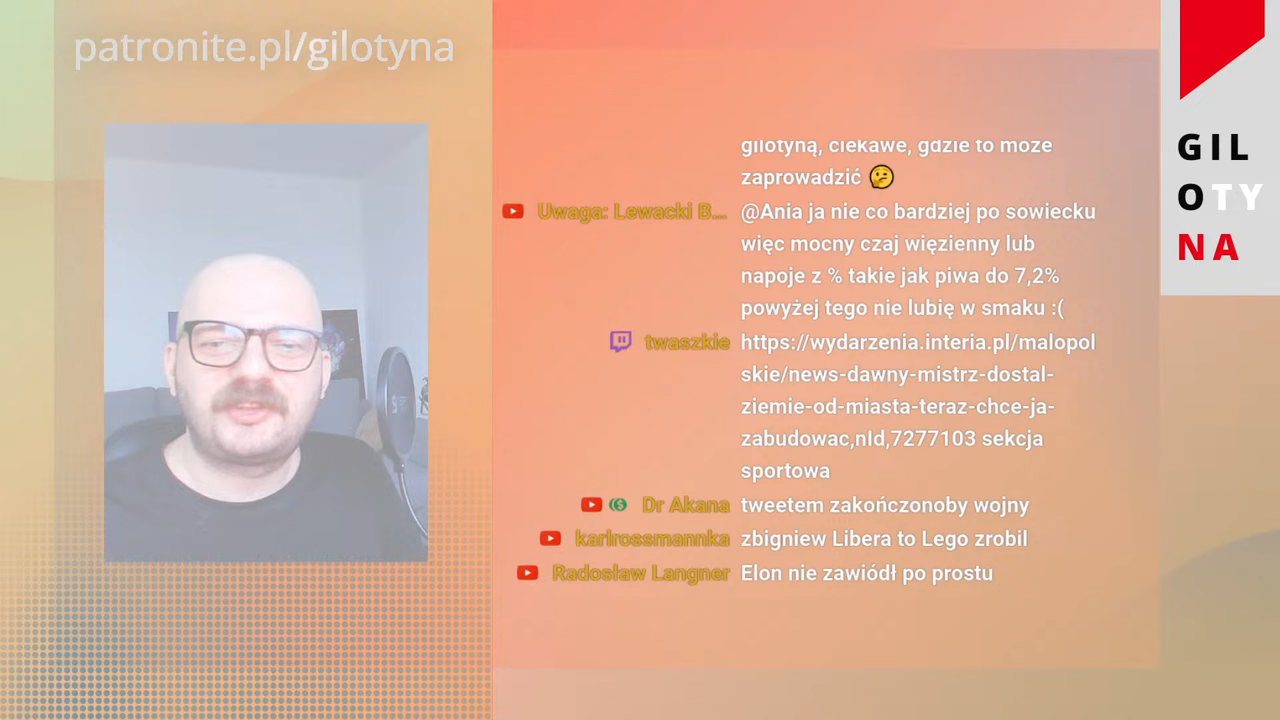 patronite.pl/gilotyna
gilotyną, ciekawe, gdzie to może
zaprowadzić 🤔
Uwaga: Lewacki B... @Ania ja nie co bardziej po sowiecku
więc mocny czaj więzienny lub
napoje z % takie jak piwa do 7,2%
powyżej tego nie lubię w smaku :(
twaszkie https://wydarzenia.interia.pl/malopol
skie/news-dawny-mistrz-dostal-
ziemie-od-miasta-teraz-chce-ja-
zabudowac,nId,7277103 sekcja
sportowa
Dr Akana tweetem zakończonoby wojny
karlrossmannka zbigniew Libera to Lego zrobil
Radosław Langner Elon nie zawiódł po prostu
GIL
OTY
NA